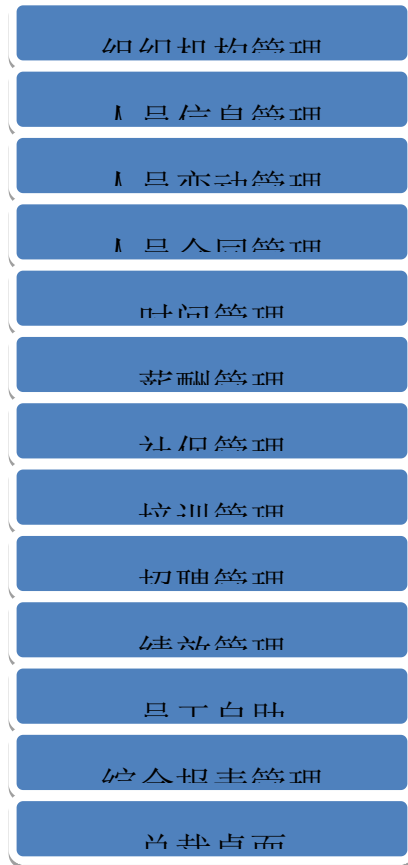 组织机构管理
人员信息管理
人员变动管理
人员合同管理
时间管理
薪酬管理
社保管理
培训管理
招聘管理
绩效管理
员工自助
综合报表管理
总裁桌面